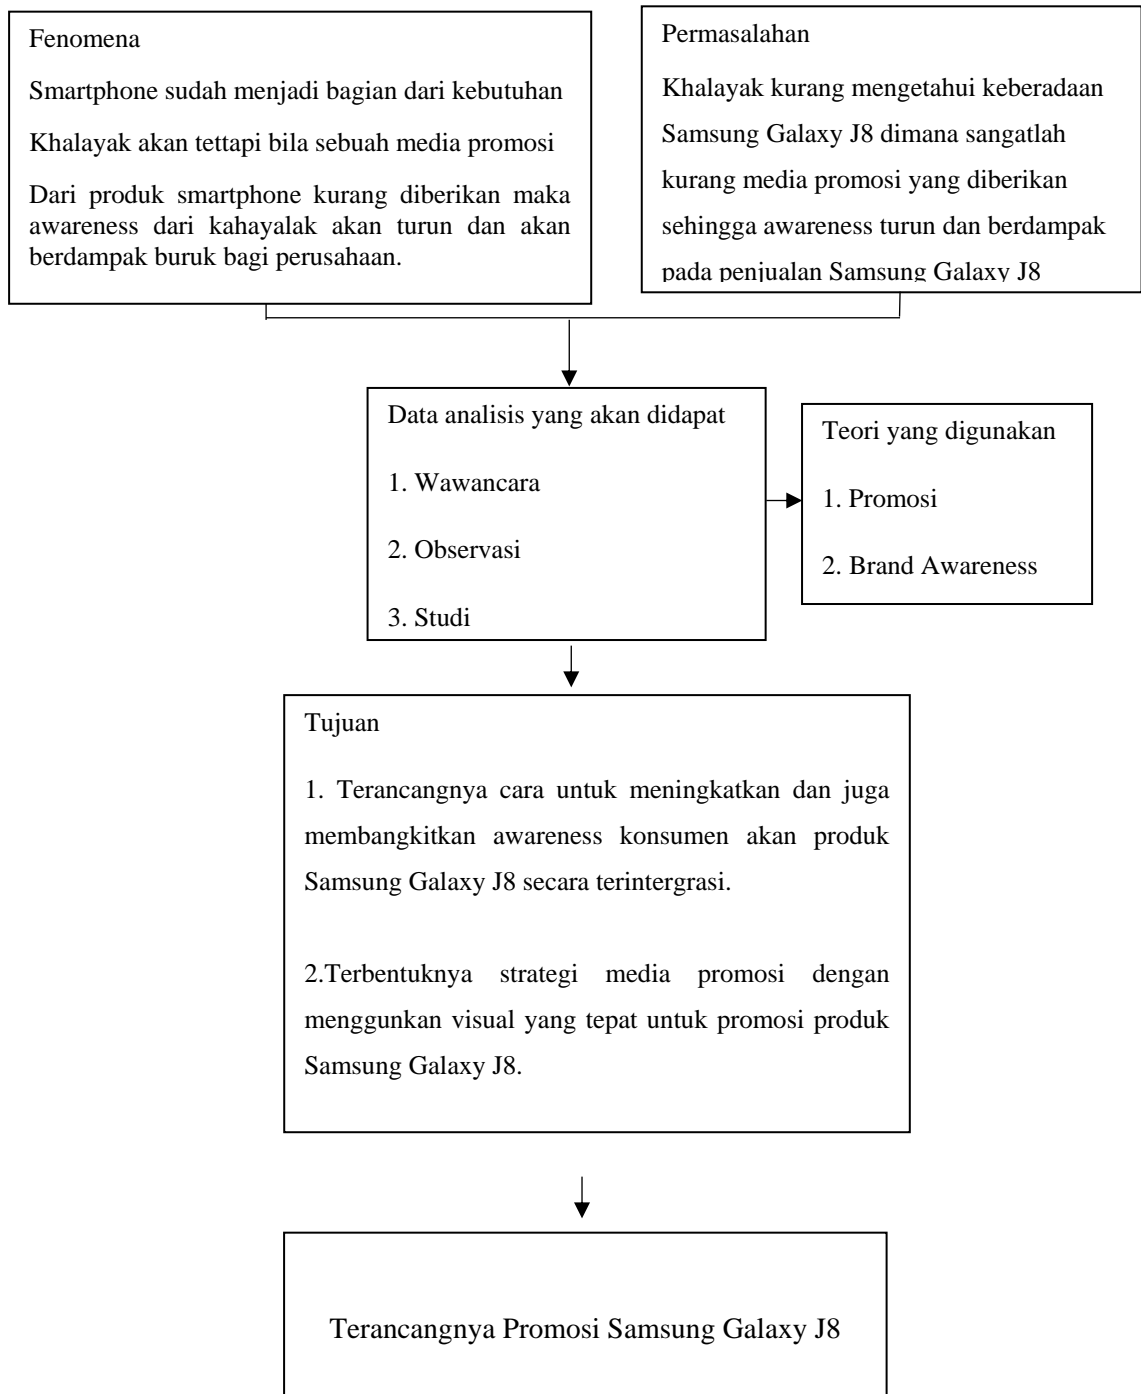 Fenomena
Smartphone sudah menjadi bagian dari kebutuhan
Khalayak akan tettapi bila sebuah media promosi
Dari produk smartphone kurang diberikan maka
awareness dari kahayalak akan turun dan akan
berdampak buruk bagi perusahaan.
Permasalahan
Khalayak kurang mengetahui keberadaan
Samsung Galaxy J8 dimana sangatlah
kurang media promosi yang diberikan
sehingga awareness turun dan berdampak
pada penjualan Samsung Galaxy J8
Data analisis yang akan didapat
1. Wawancara
2. Observasi
3. Studi
Teori yang digunakan
1. Promosi
2. Brand Awareness
Tujuan
1. Terancangnya cara untuk meningkatkan dan juga
membangkitkan awareness konsumen akan produk
Samsung Galaxy J8 secara terintergrasi.
2.Terbentuknya strategi media promosi dengan
menggunkan visual yang tepat untuk promosi produk
Samsung Galaxy J8.
Terancangnya Promosi Samsung Galaxy J8